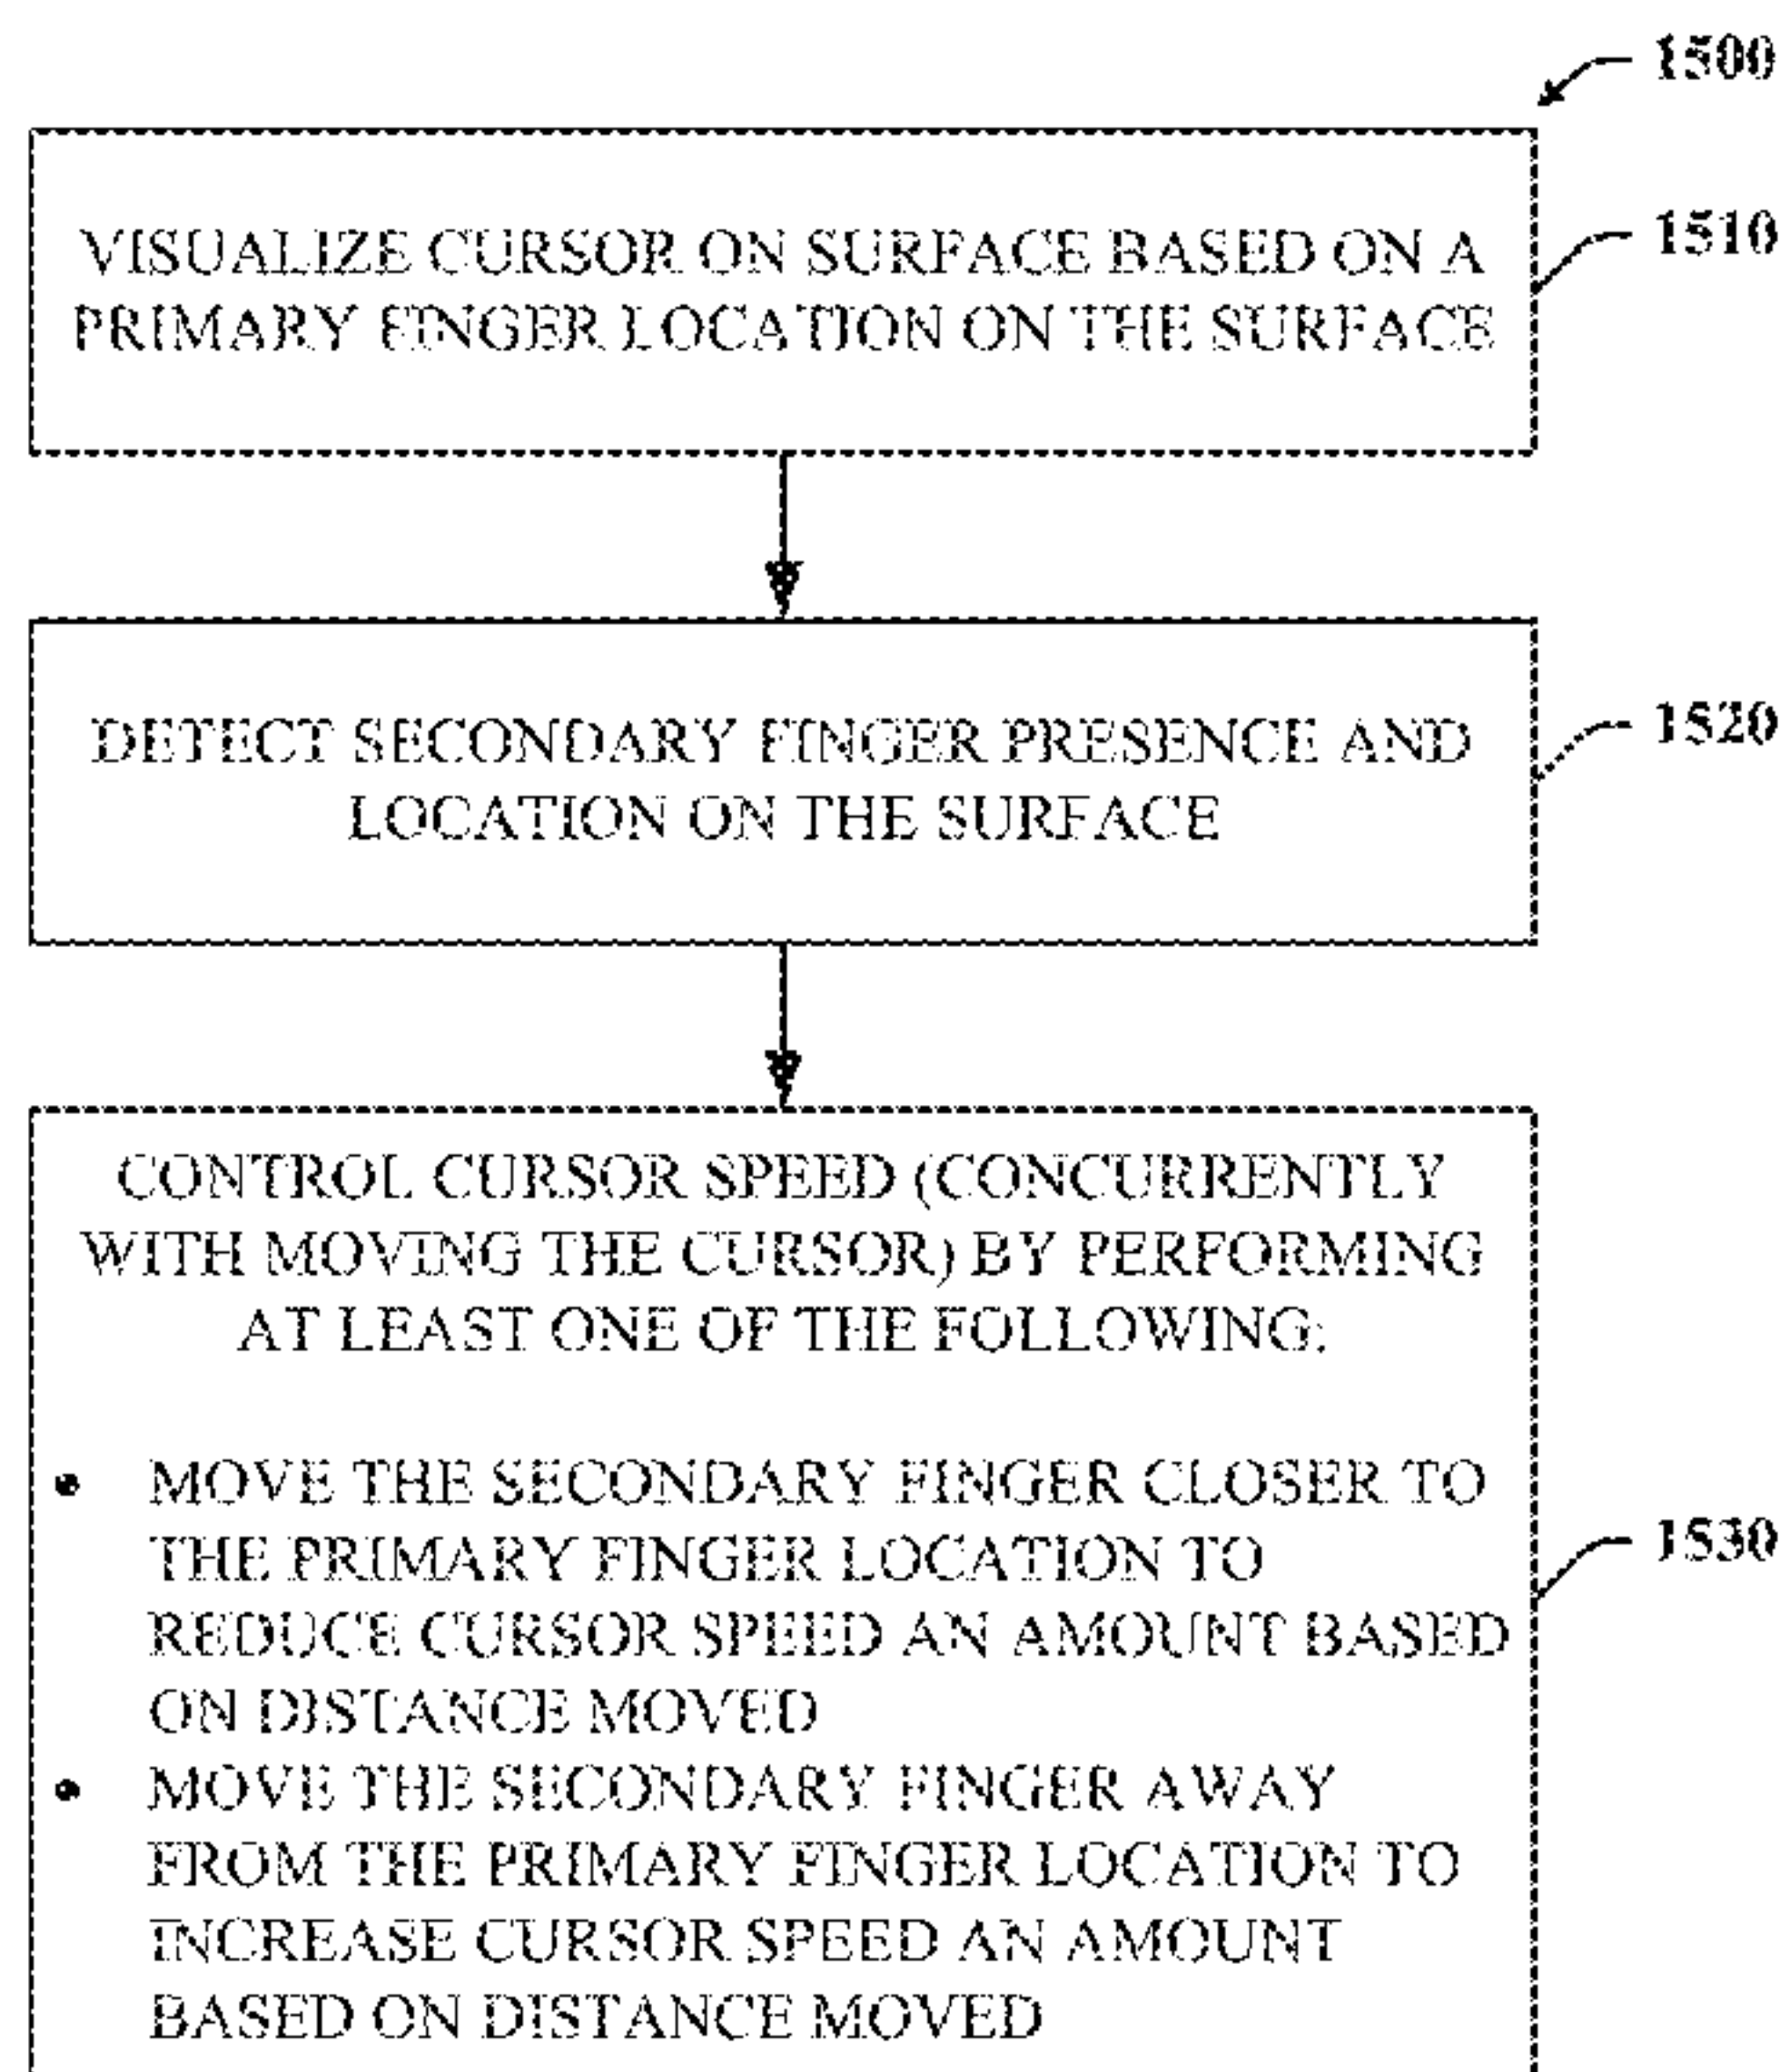 1500
VISUALIZE CURSOR ON SURFACE BASED ON A
PRIMARY FINGER LOCATION ON THE SURFACE
1510
DETECT SECONDARY FINGER PRESENCE AND
LOCATION ON THE SURFACE
1520
CONTROL CURSOR SPEED (CONCURRENTLY
WITH MOVING THE CURSOR) BY PERFORMING
AT LEAST ONE OF THE FOLLOWING:
• MOVE THE SECONDARY FINGER CLOSER TO
THE PRIMARY FINGER LOCATION TO
REDUCE CURSOR SPEED AN AMOUNT BASED
ON DISTANCE MOVED
• MOVE THE SECONDARY FINGER AWAY
FROM THE PRIMARY FINGER LOCATION TO
INCREASE CURSOR SPEED AN AMOUNT
BASED ON DISTANCE MOVED
1530